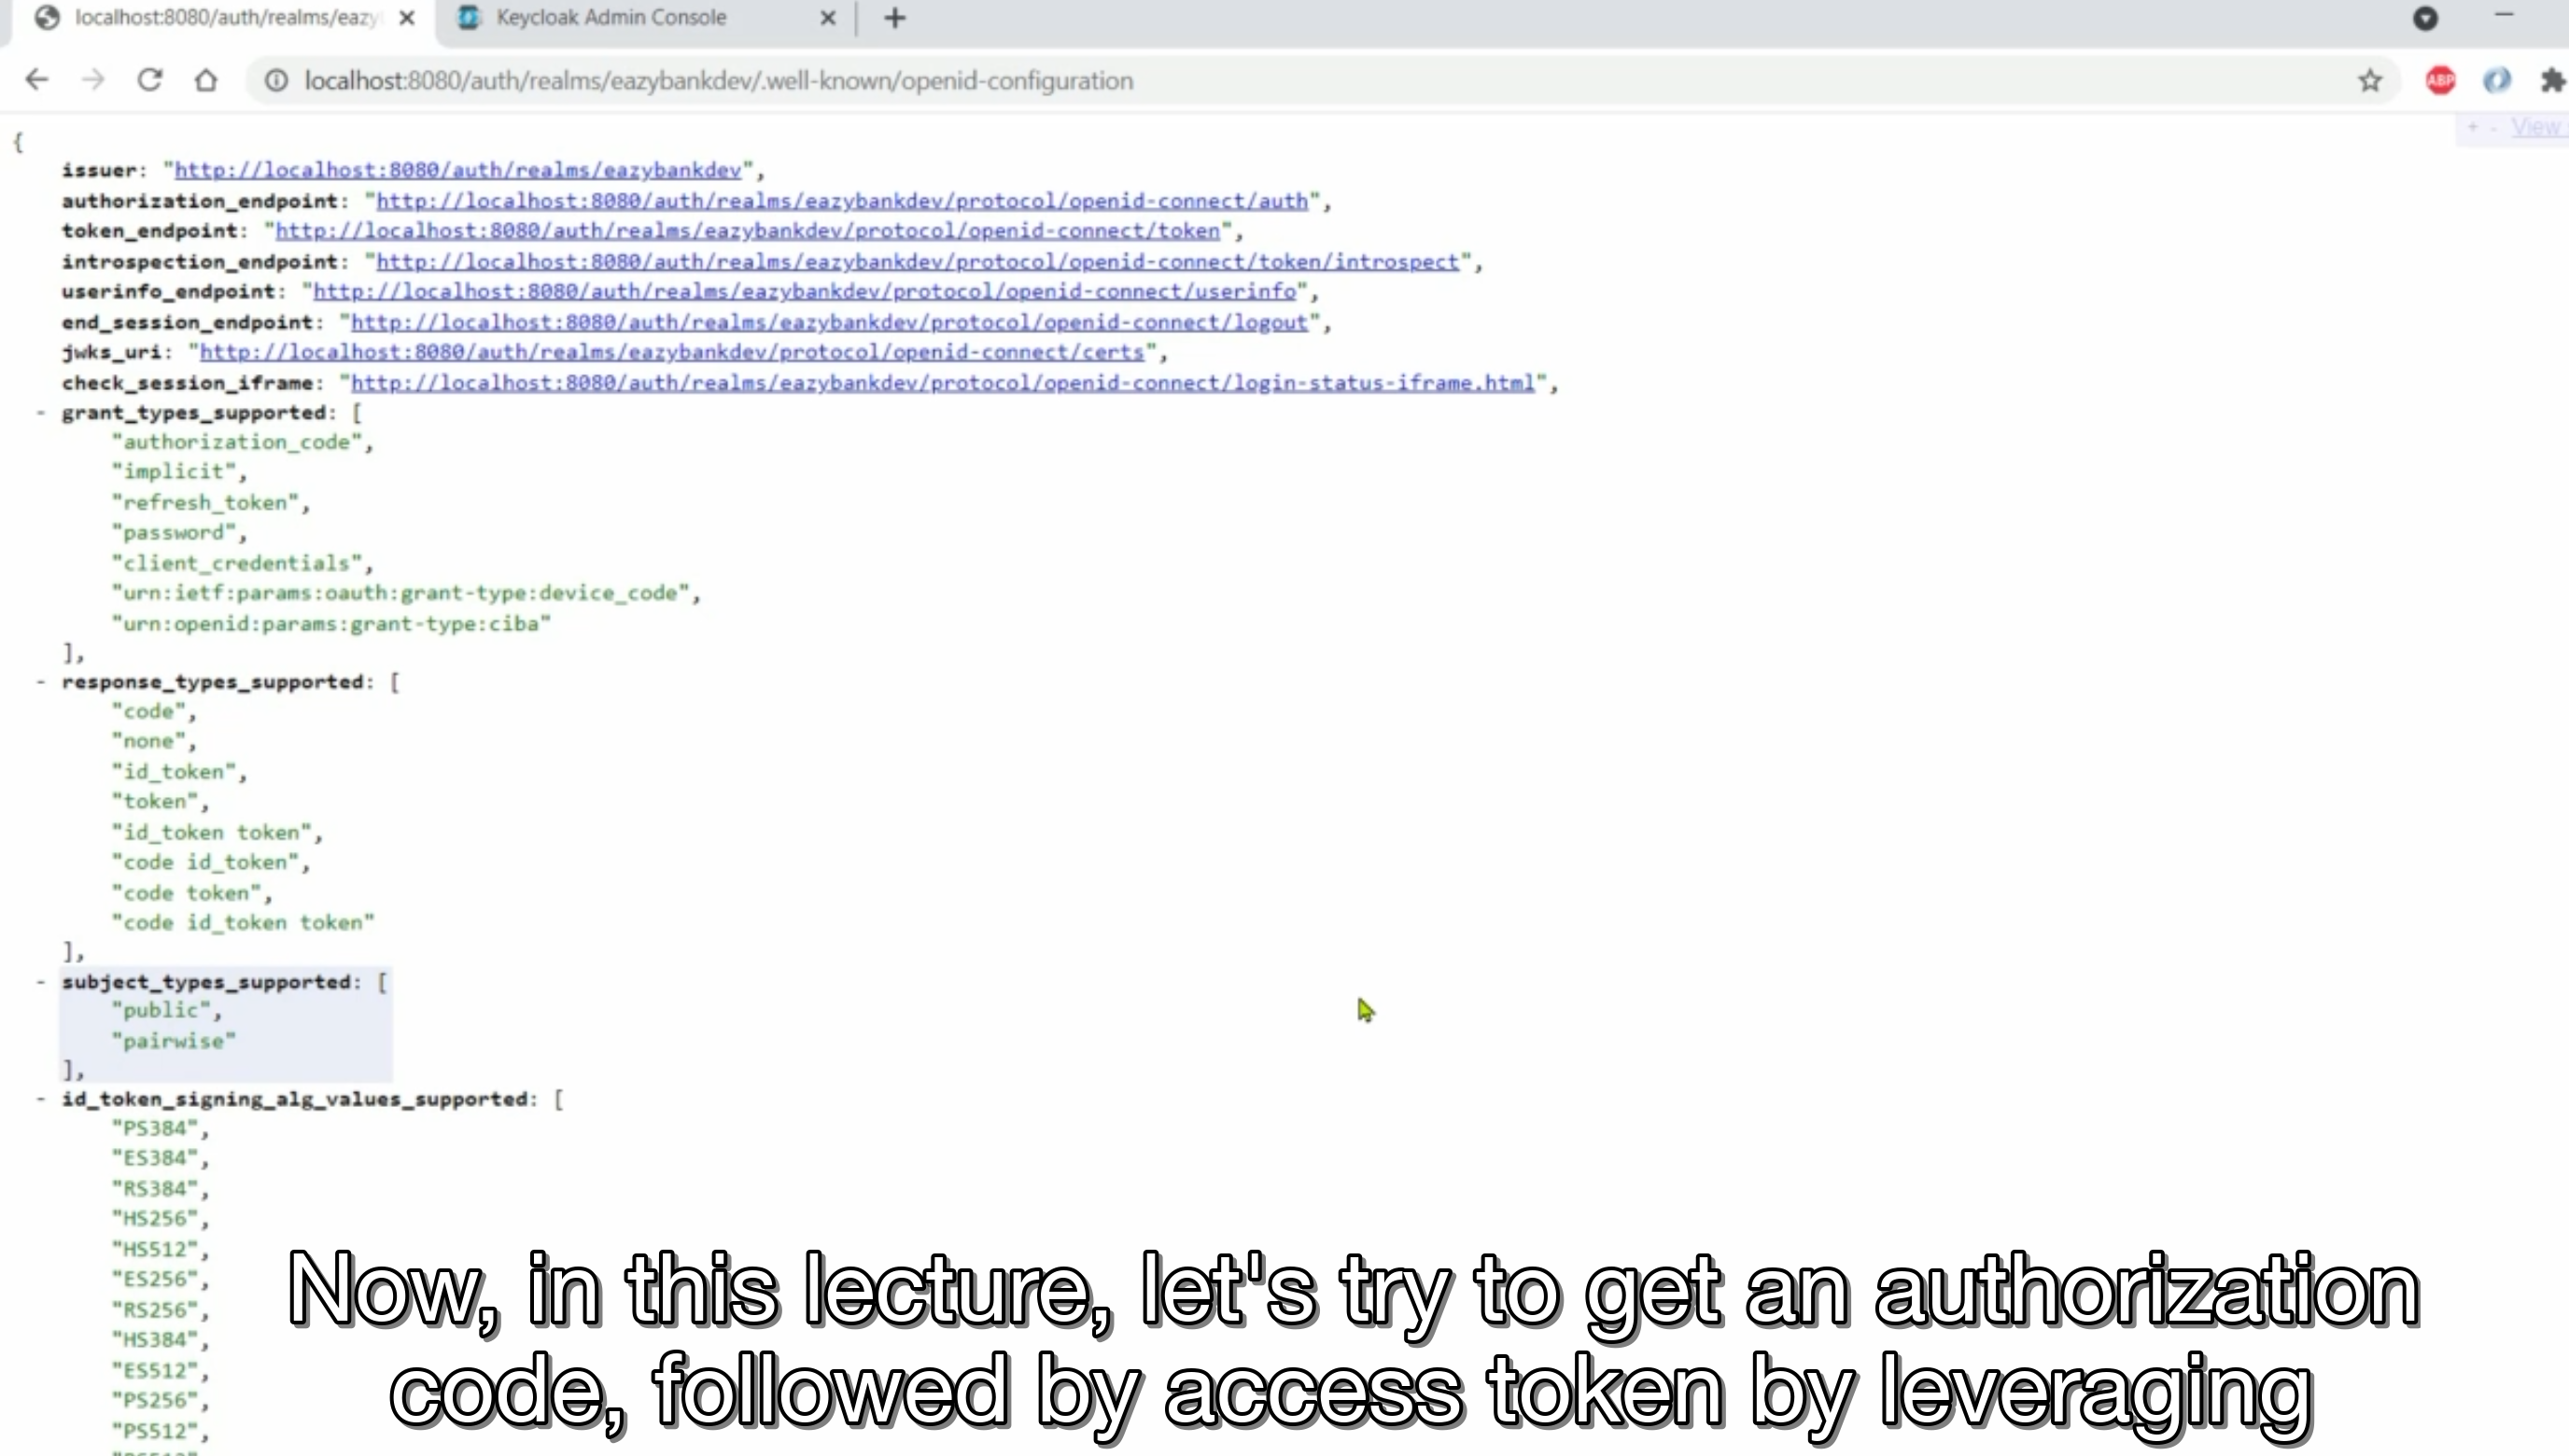 localhost:8080/auth/realms/eazy
Keycloak Admin Console
localhost:8080/auth/realms/eazybankdev/.well-known/openid-configuration
ABP
+ - View
{
issuer: "http://localhost:8080/auth/realms/eazybankdev",
authorization_endpoint: "http://localhost:8080/auth/realms/eazybankdev/protocol/openid-connect/auth",
token_endpoint: "http://localhost:8080/auth/realms/eazybankdev/protocol/openid-connect/token",
introspection_endpoint: "http://localhost:8080/auth/realms/eazybankdev/protocol/openid-connect/token/introspect",
userinfo_endpoint: "http://localhost:8080/auth/realms/eazybankdev/protocol/openid-connect/userinfo",
end_session_endpoint: "http://localhost:8080/auth/realms/eazybankdev/protocol/openid-connect/logout",
jwks_uri: "http://localhost:8080/auth/realms/eazybankdev/protocol/openid-connect/certs",
check_session_iframe: "http://localhost:8080/auth/realms/eazybankdev/protocol/openid-connect/login-status-iframe.html",
- grant_types_supported: [
"authorization_code",
"implicit",
"refresh_token",
"password",
"client_credentials",
"urn:ietf:params:oauth:grant-type:device_code",
"urn:openid:params:grant-type:ciba"
],
- response_types_supported: [
"code",
"none",
"id_token",
"token",
"id_token token",
"code id_token",
"code token",
"code id_token token"
],
- subject_types_supported: [
"public",
"pairwise"
],
- id_token_signing_alg_values_supported: [
"PS384",
"ES384",
"RS384",
"HS256",
"HS512",
"ES256",
"RS256",
"HS384",
"ES512",
"PS256",
"PS512",
Now, in this lecture, let's try to get an authorization
code, followed by access token by leveraging